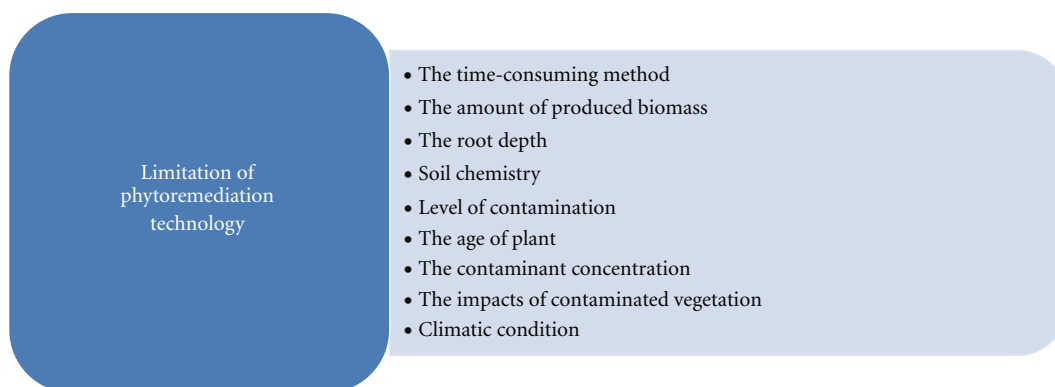 Limitation of
phytoremediation
technology
• The time-consuming method
• The amount of produced biomass
• The root depth
• Soil chemistry
• Level of contamination
• The age of plant
• The contaminant concentration
• The impacts of contaminated vegetation
• Climatic condition